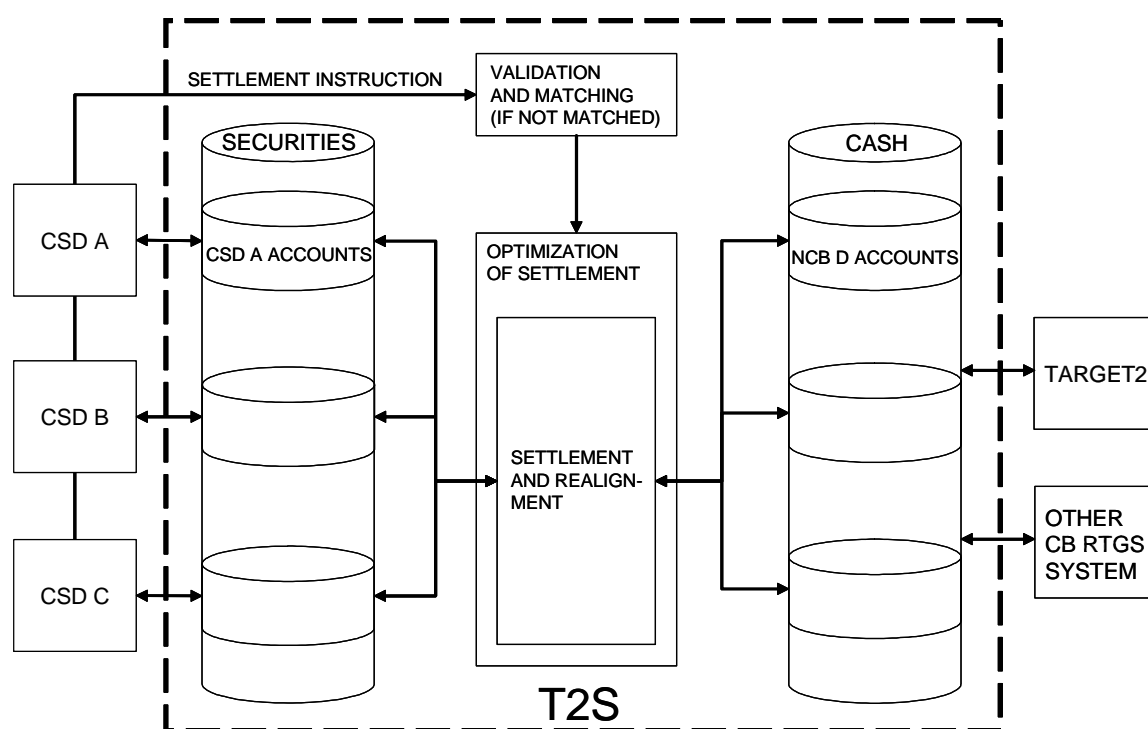 SETTLEMENT INSTRUCTION
VALIDATION
AND MATCHING
(IF NOT MATCHED)
SECURITIES
CASH
CSD A
CSD A ACCOUNTS
OPTIMIZATION
OF SETTLEMENT
NCB D ACCOUNTS
TARGET2
CSD B
SETTLEMENT
AND REALIGN-
MENT
OTHER
CB RTGS
SYSTEM
CSD C
T2S